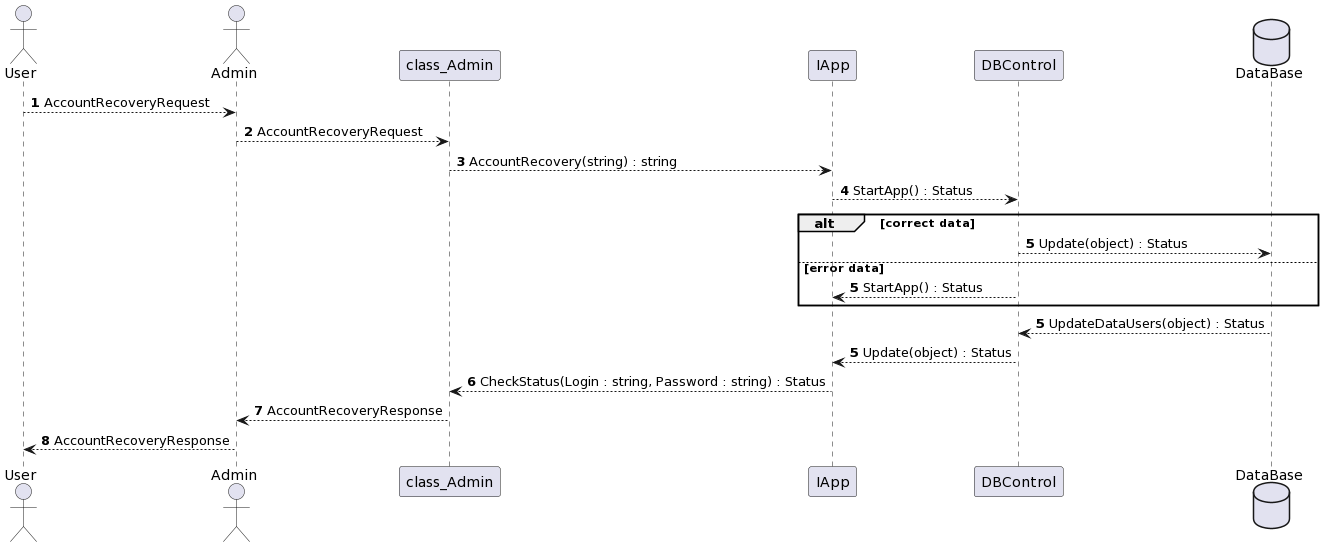 User
Admin
class_Admin
IApp
DBControl
DataBase
1 AccountRecoveryRequest
2 AccountRecoveryRequest
3 AccountRecovery(string) : string
4 StartApp() : Status
alt [correct data]
5 Update(object) : Status
[error data]
5 StartApp() : Status
5 UpdateDataUsers(object) : Status
5 Update(object) : Status
6 CheckStatus(Login : string, Password : string) : Status
7 AccountRecoveryResponse
8 AccountRecoveryResponse
User
Admin
class_Admin
IApp
DBControl
DataBase